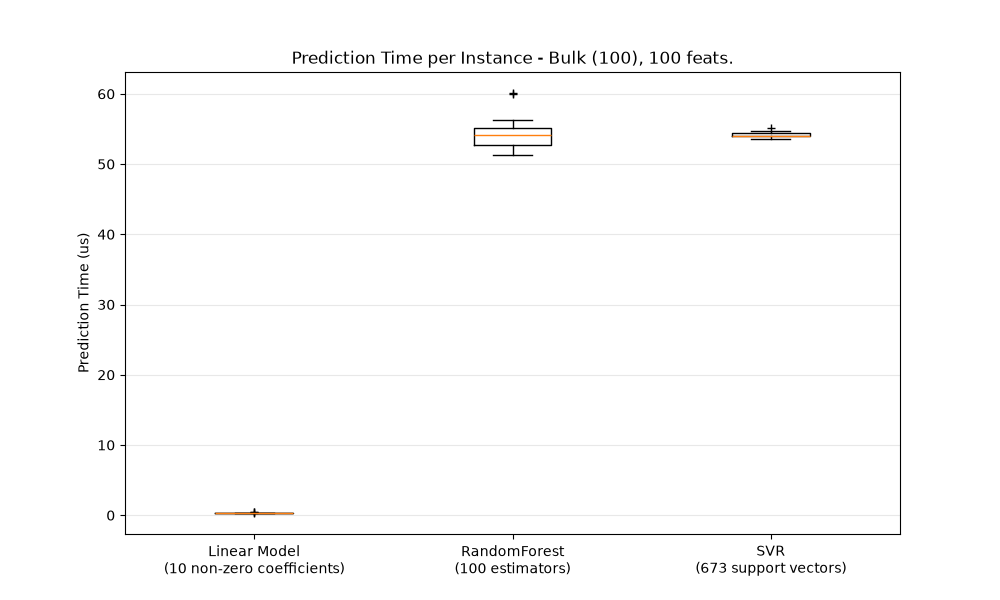 Prediction Time per Instance - Bulk (100), 100 feats.
Prediction Time (us)
60
50
40
30
20
10
0
Linear Model
(10 non-zero coefficients)
RandomForest
(100 estimators)
SVR
(673 support vectors)